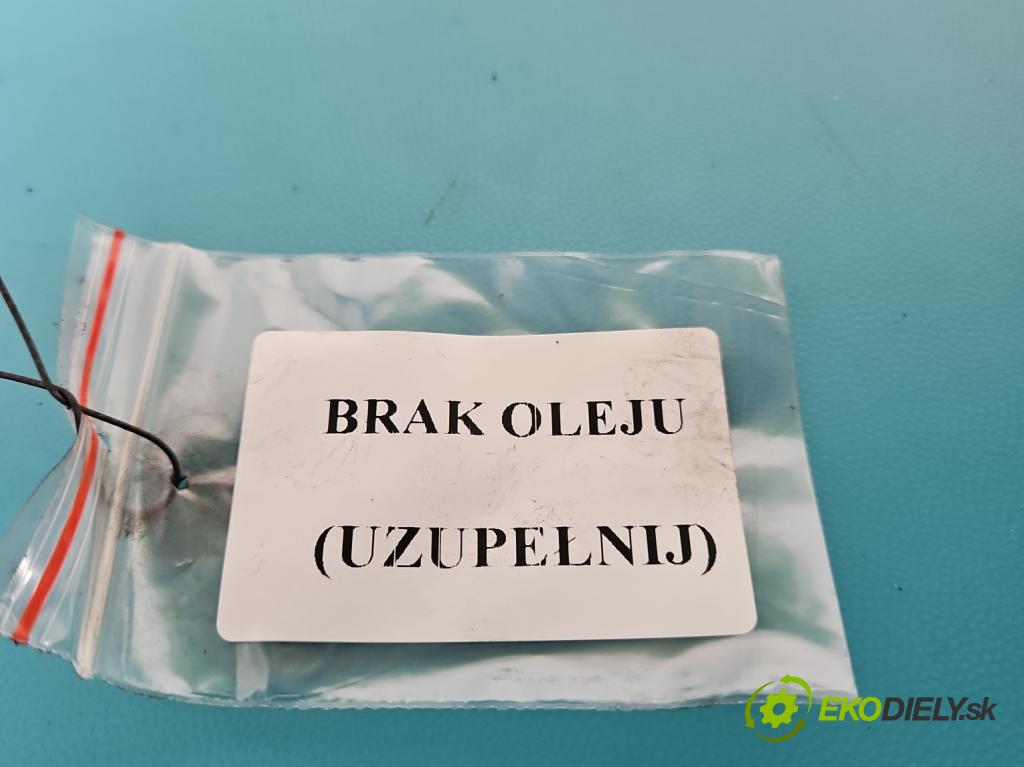 BRAK OLEJU
(UZUPEŁNIJ)
EKODIELY.sk